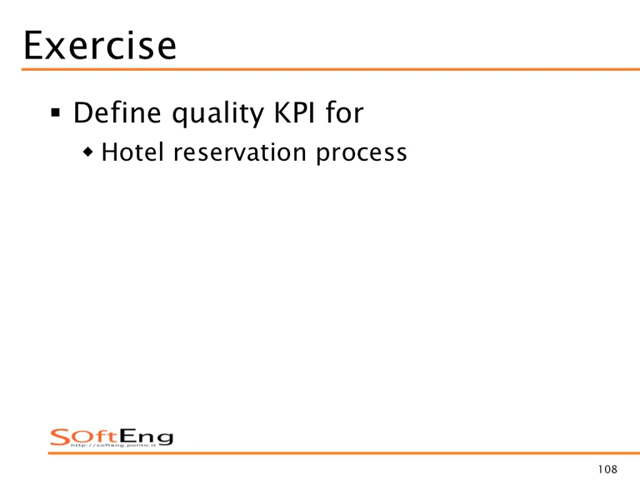 Exercise
Define quality KPI for
Hotel reservation process
SOftEng
http://softeng.polito.it
108